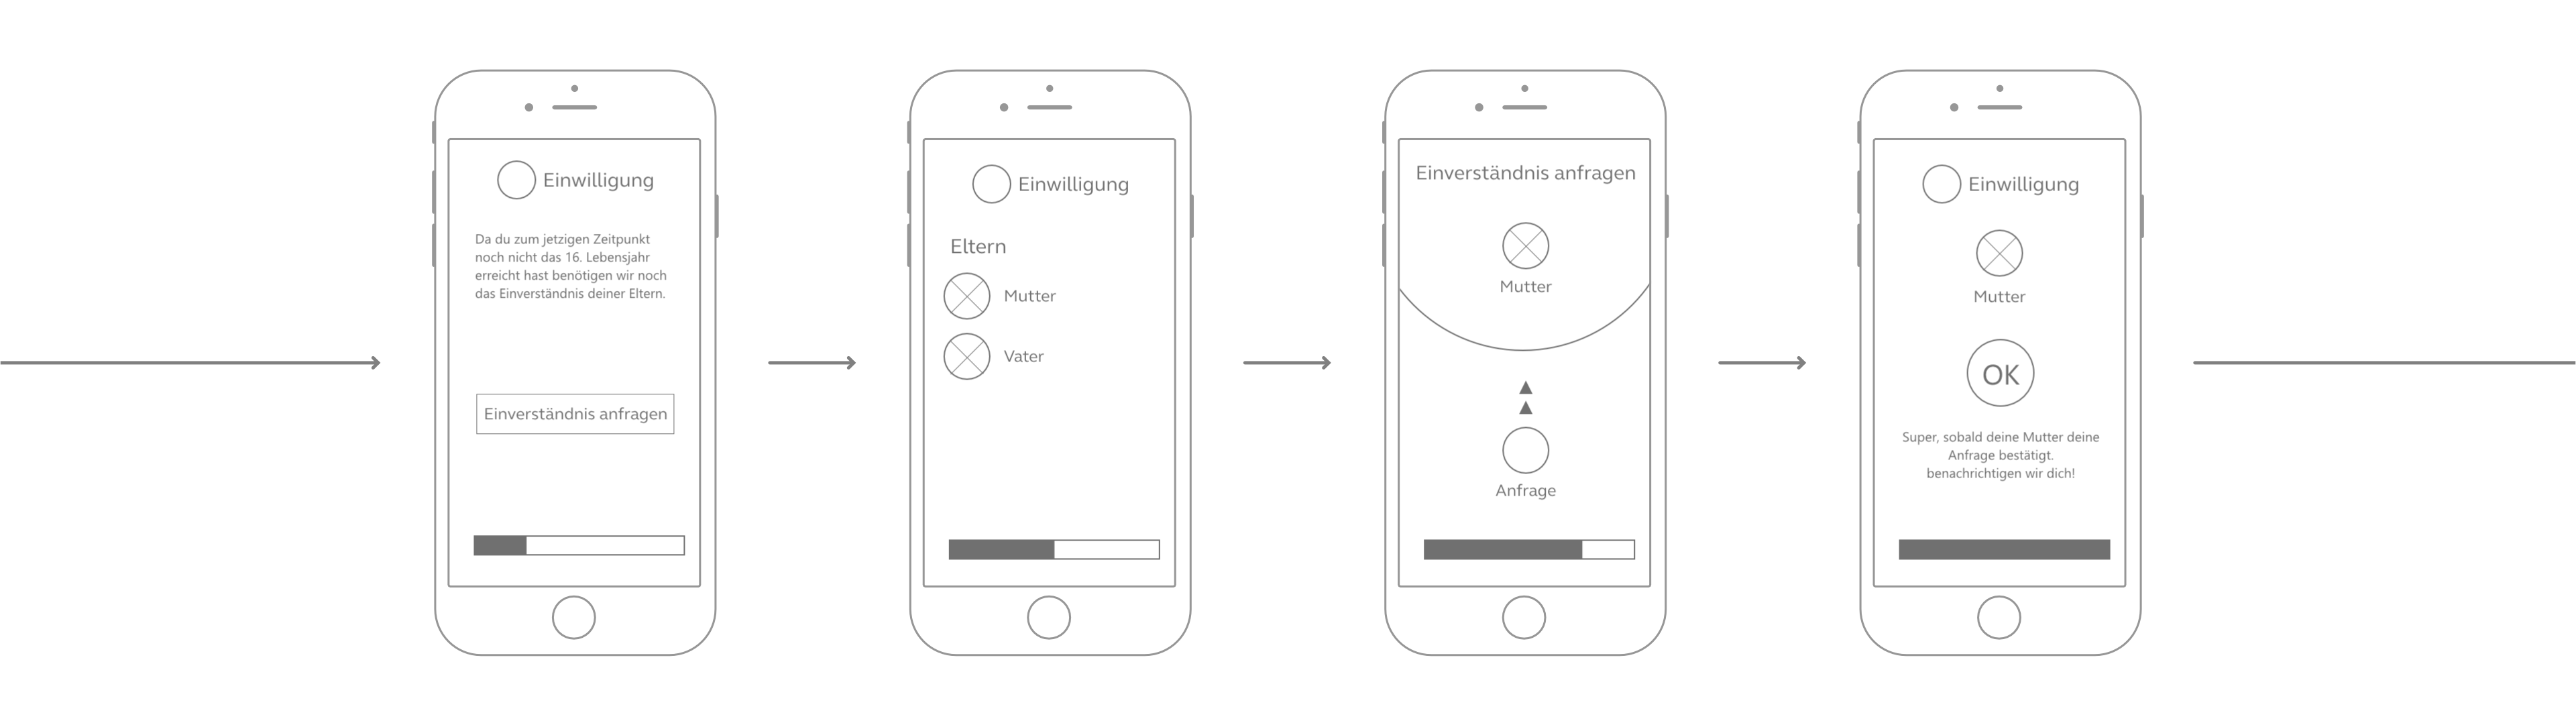 Einwilligung
Da du zum jetzigen Zeitpunkt
noch nicht das 16. Lebensjahr
erreicht hast benötigen wir noch
das Einverständnis deiner Eltern.
Einverständnis anfragen
Einwilligung
Eltern
Mutter
Vater
Einverständnis anfragen
Mutter
Anfrage
Einwilligung
Mutter
OK
Super, sobald deine Mutter deine
Anfrage bestätigt.
benachrichtigen wir dich!